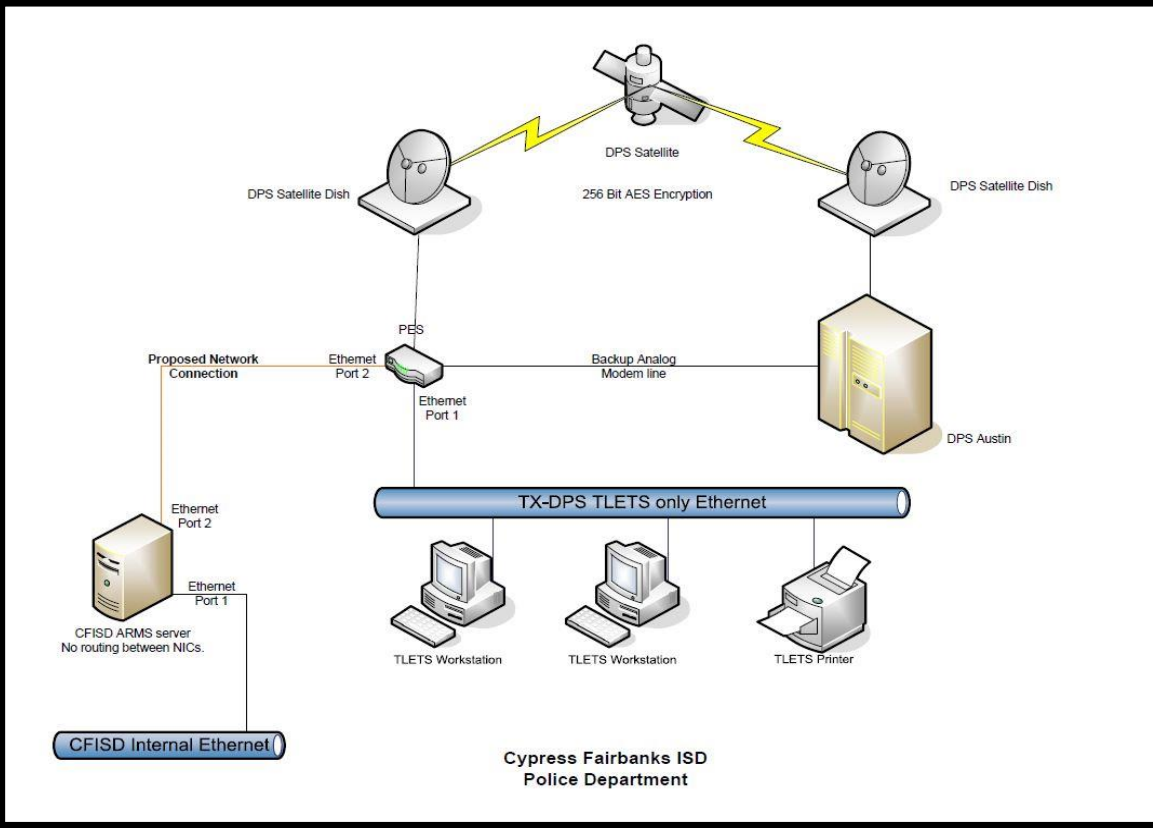 DPS Satellite
256 Bit AES Encryption
DPS Satellite Dish
DPS Satellite Dish
PES
Proposed Network
Connection
Ethernet
Port 2
Backup Analog
Modem line
Ethernet
Port 1
DPS Austin
TX-DPS TLETS only Ethernet
Ethernet
Port 2
Ethernet
Port 1
CFISD ARMS server
No routing between NICs.
TLETS Workstation
TLETS Workstation
TLETS Printer
CFISD Internal Ethernet
Cypress Fairbanks ISD
Police Department